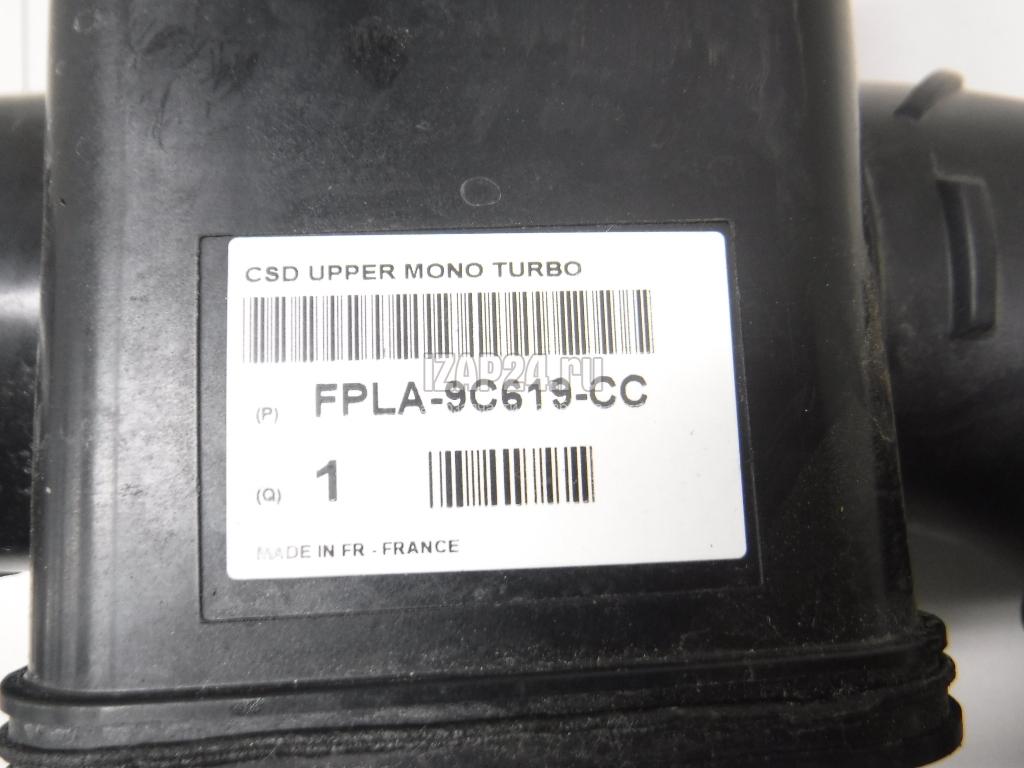 CSD UPPER MONO TURBO
IZAP24.ru
(P) FPLA-9C619-CC
(Q) 1
MADE IN FR - FRANCE